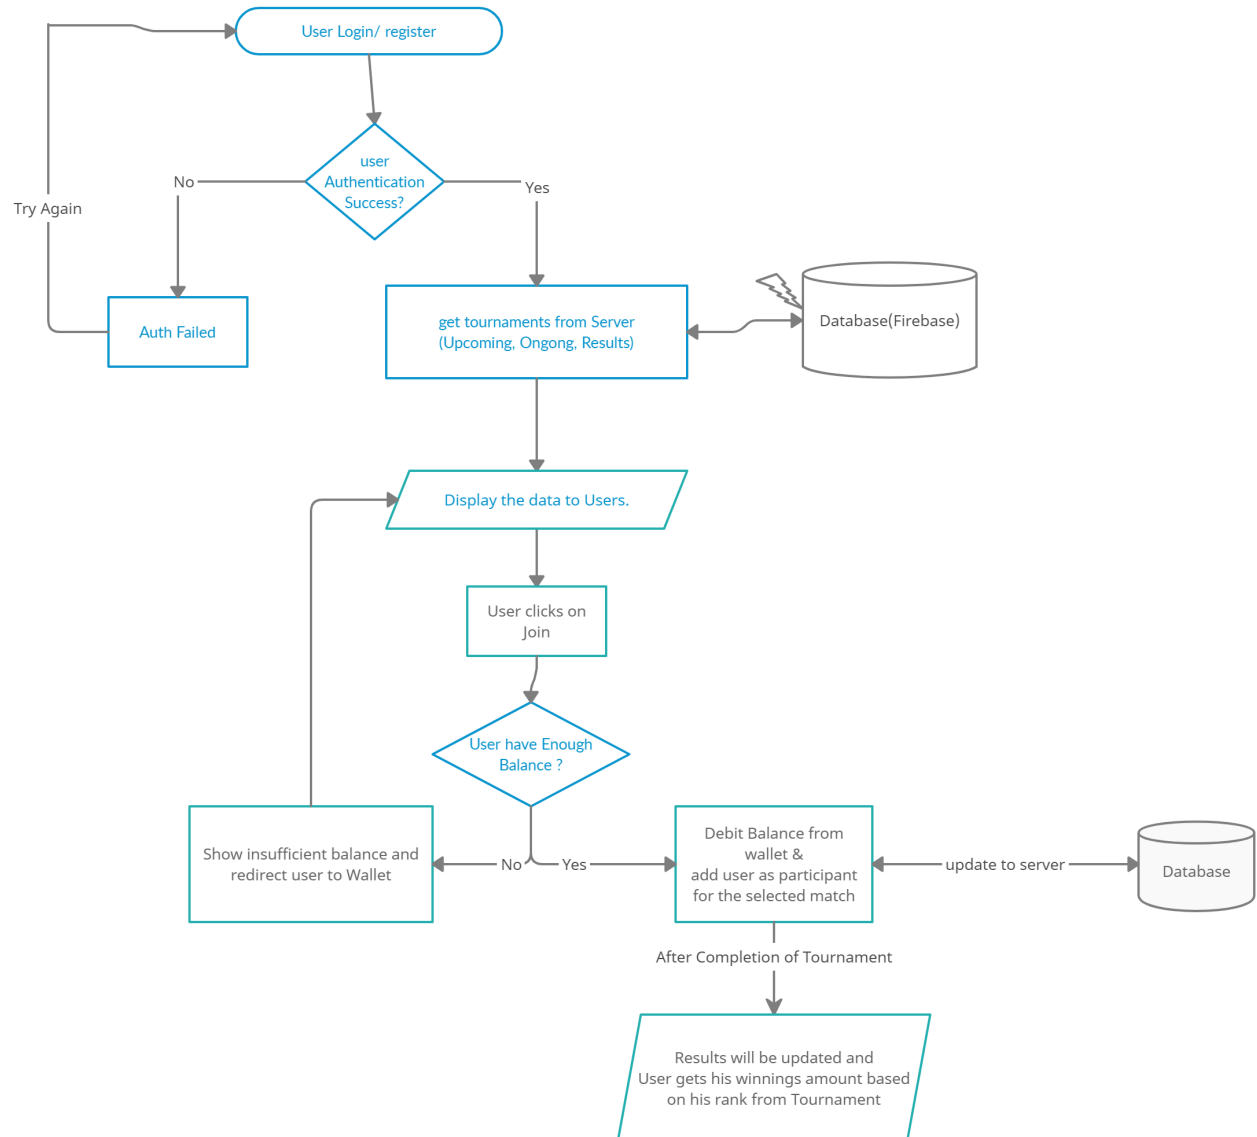 User Login/ register
user
Authentication
Success?
No
Yes
Try Again
Auth Failed
get tournaments from Server
(Upcoming, Ongong, Results)
Database(Firebase)
Display the data to Users.
User clicks on
Join
User have Enough
Balance ?
Show insufficient balance and
redirect user to Wallet
No
Yes
Debit Balance from
wallet &
add user as participant
for the selected match
update to server
Database
After Completion of Tournament
Results will be updated and
User gets his winnings amount based
on his rank from Tournament